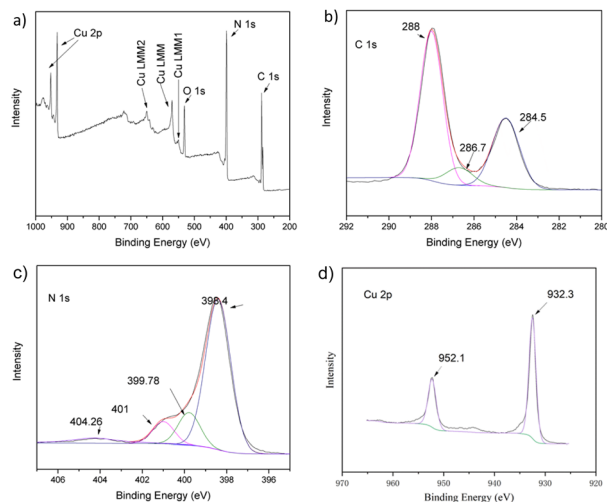 a)
Cu 2p
Cu LMM2
Cu LMM
Cu LMM1
O 1s
N 1s
C 1s
Intensity
1000 900 800 700 600 500 400 300 200
Binding Energy (eV)
b)
C 1s
288
286.7
284.5
Intensity
292 290 288 286 284 282 280
Binding Energy (eV)
c)
N 1s
398.4
399.78
401
404.26
Intensity
406 404 402 400 398 396
Binding Energy (eV)
d)
Cu 2p
932.3
952.1
Intensity
970 960 950 940 930 920
Binding Energy (eV)